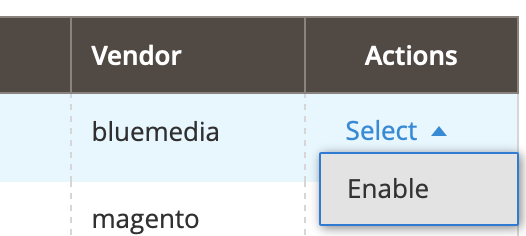 Vendor Actions
bluemedia Select
Enable
magento